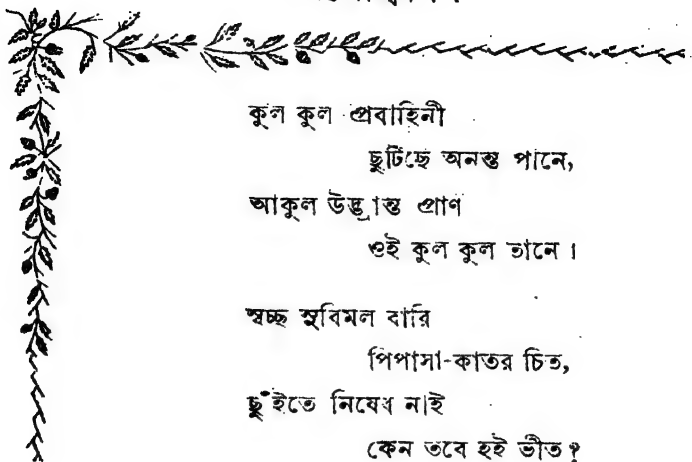 কুল কুল প্রবাহিনী
ছুটিছে অনন্ত পানে,
আকুল উদ্ভ্রান্ত প্রাণ
ওই কুল কুল তানে ।
স্বচ্ছ সুবিমল বারি
পিপাসা-কাতর চিত,
ছুঁইতে নিষেধ নাই
কেন তবে হই ভীত ?